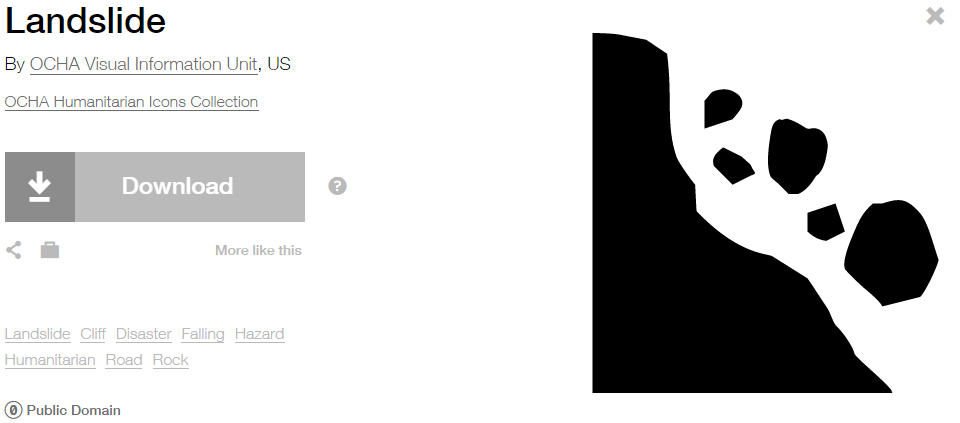 Landslide
By OCHA Visual Information Unit, US
OCHA Humanitarian Icons Collection
Download
?
More like this
Landslide Cliff Disaster Falling Hazard
Humanitarian Road Rock
0 Public Domain